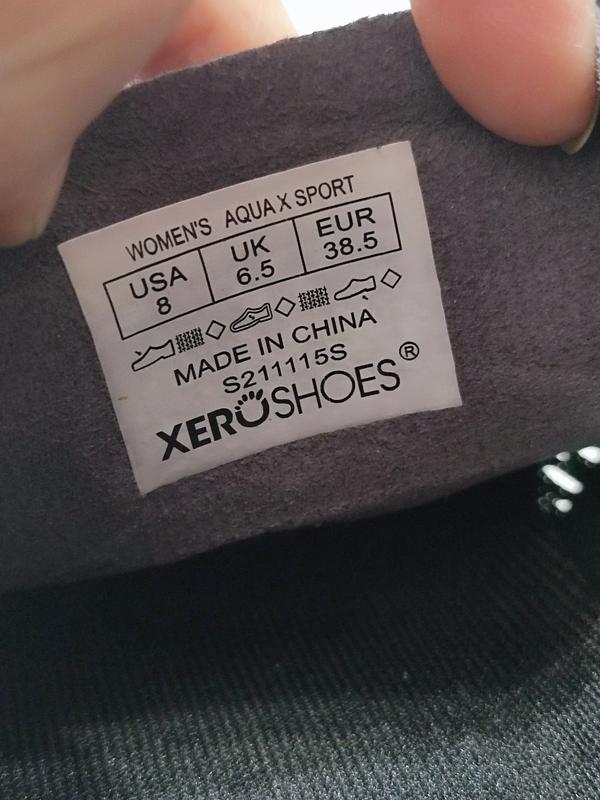 WOMEN'S AQUA X SPORT
USA UK EUR
8 6.5 38.5
MADE IN CHINA
S211115S
XEROSHOES®